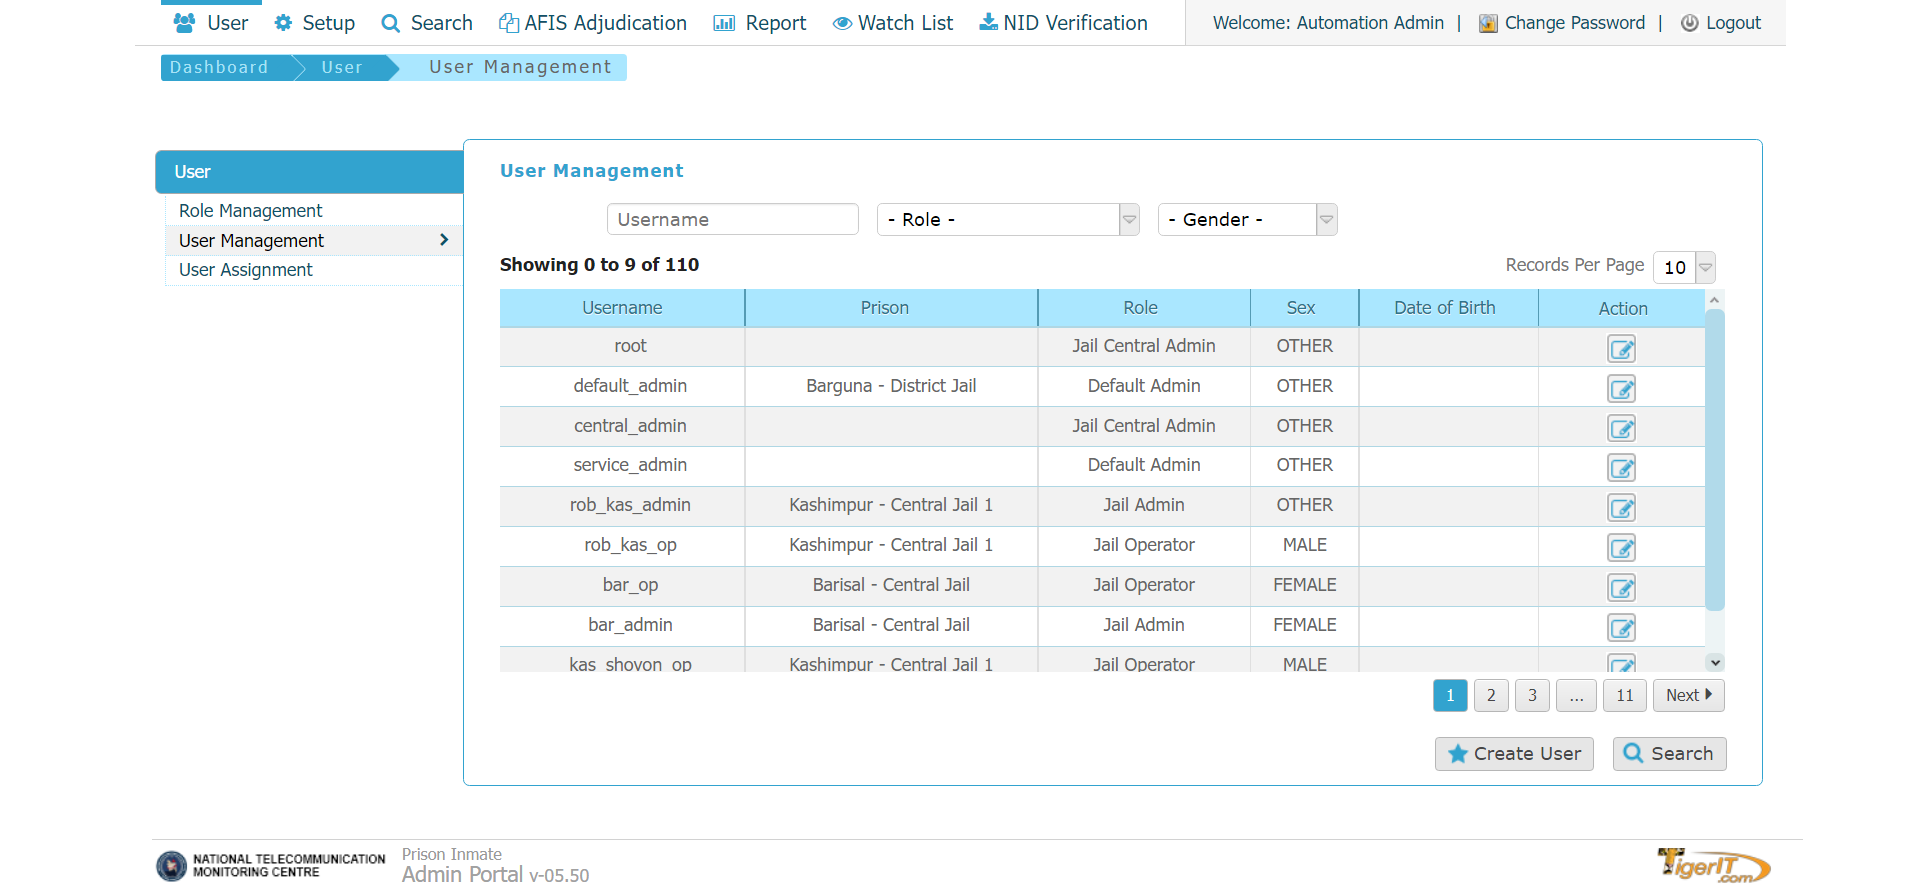 User Setup Search AFIS Adjudication Report Watch List NID Verification Welcome: Automation Admin | Change Password | Logout
Dashboard User User Management
User
Role Management
User Management
User Assignment
User Management
Username - Role - - Gender -
Showing 0 to 9 of 110 Records Per Page 10
Username Prison Role Sex Date of Birth Action
root Jail Central Admin OTHER
default_admin Barguna - District Jail Default Admin OTHER
central_admin Jail Central Admin OTHER
service_admin Default Admin OTHER
rob_kas_admin Kashimpur - Central Jail 1 Jail Admin OTHER
rob_kas_op Kashimpur - Central Jail 1 Jail Operator MALE
bar_op Barisal - Central Jail Jail Operator FEMALE
bar_admin Barisal - Central Jail Jail Admin FEMALE
kas_shovon_op Kashimpur - Central Jail 1 Jail Operator MALE
1 2 3 ... 11 Next
Create User Search
NATIONAL TELECOMMUNICATION
MONITORING CENTRE
Prison Inmate
Admin Portal v-05.50
TigerIT
.com